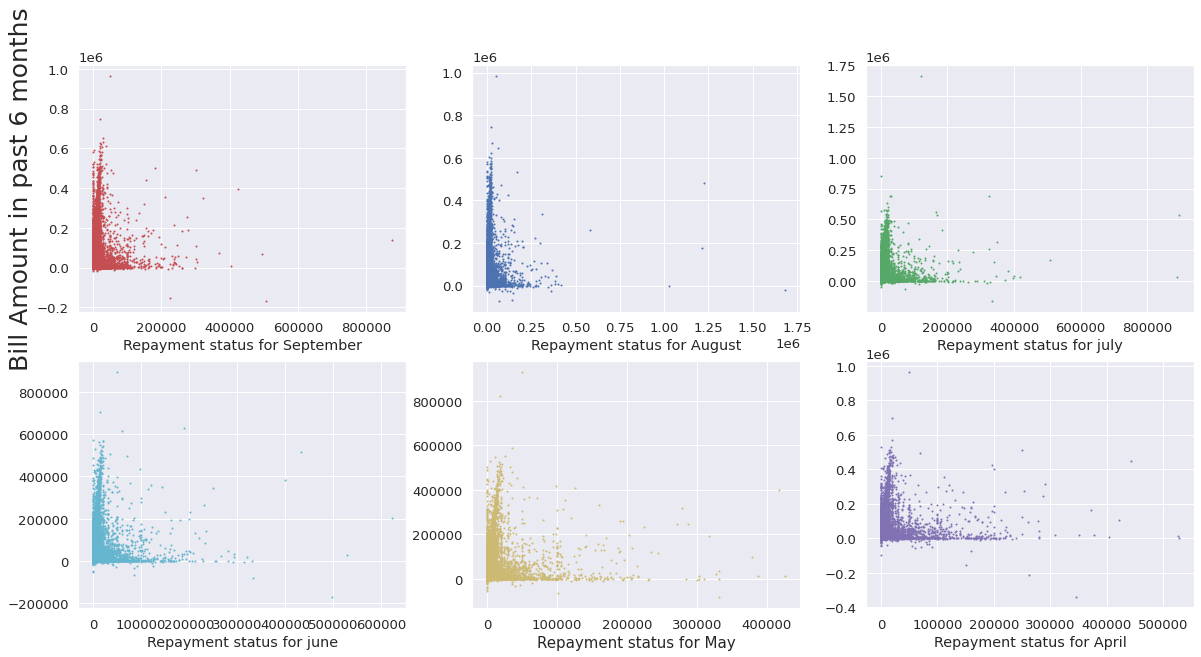 Bill Amount in past 6 months
1e6
1.0
0.8
0.6
0.4
0.2
0.0
−0.2
0 200000 400000 600000 800000
Repayment status for September
1e6
1.0
0.8
0.6
0.4
0.2
0.0
0.00 0.25 0.50 0.75 1.00 1.25 1.50 1.75
1e6
Repayment status for August
1e6
1.75
1.50
1.25
1.00
0.75
0.50
0.25
0.00
0 200000 400000 600000 800000
Repayment status for july
800000
600000
400000
200000
0
−200000
0 100000 200000 300000 400000 500000 600000
Repayment status for june
800000
600000
400000
200000
0
0 100000 200000 300000 400000
Repayment status for May
1e6
1.0
0.8
0.6
0.4
0.2
0.0
−0.2
−0.4
0 100000 200000 300000 400000 500000
Repayment status for April